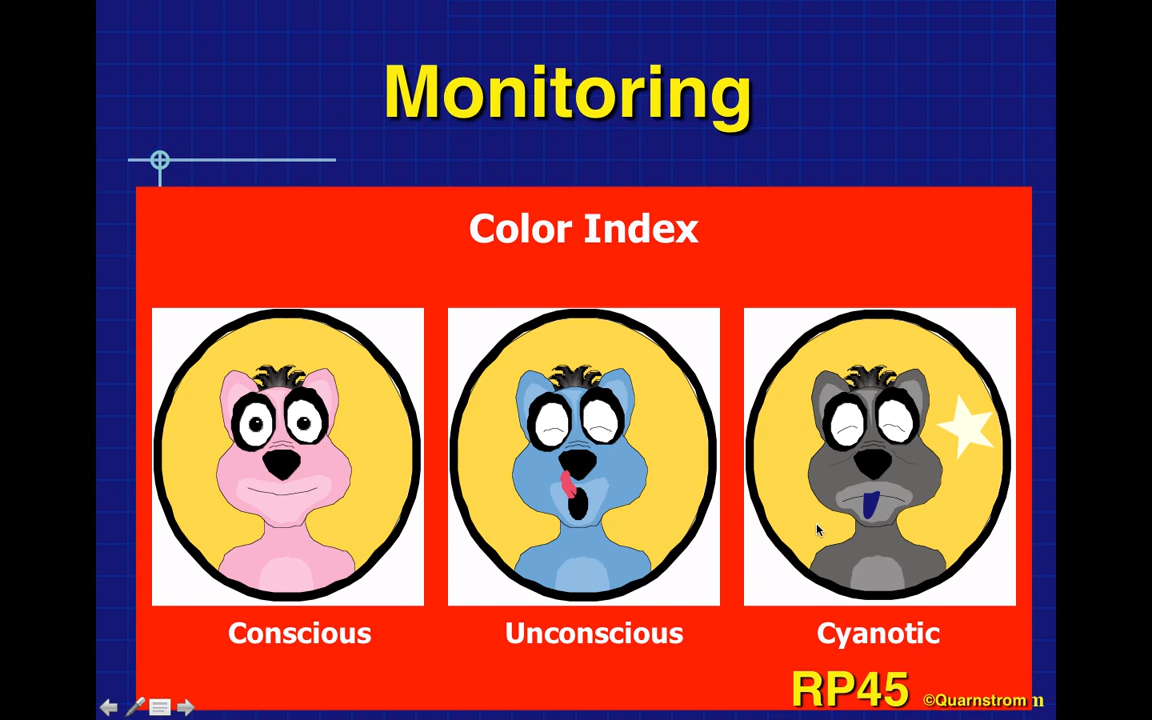 Monitoring
Color Index
Conscious
Unconscious
Cyanotic
RP45
©Quarnstrom m